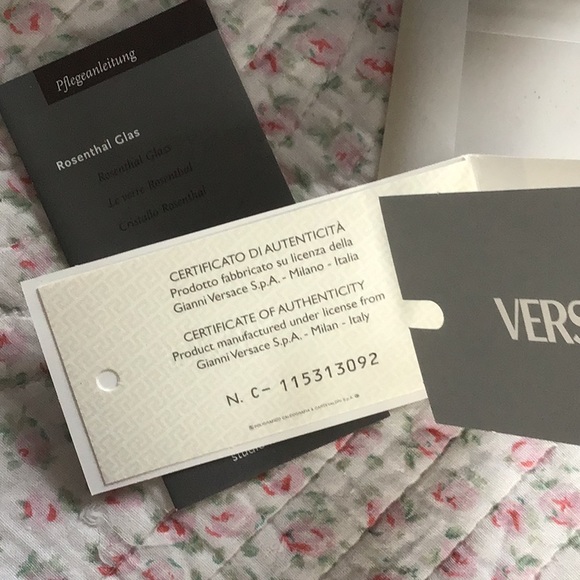 Pflegeanleitung
Rosenthal Glas
Rosenthal Glass
Le verre Rosenthal
Cristallo Rosenthal
CERTIFICATO DI AUTENTICITÀ
Prodotto fabbricato su licenza della
Gianni Versace S.p.A. - Milano - Italia
CERTIFICATE OF AUTHENTICITY
Product manufactured under license from
Gianni Versace S.p.A. - Milan - Italy
N. C- 115313092
VERS